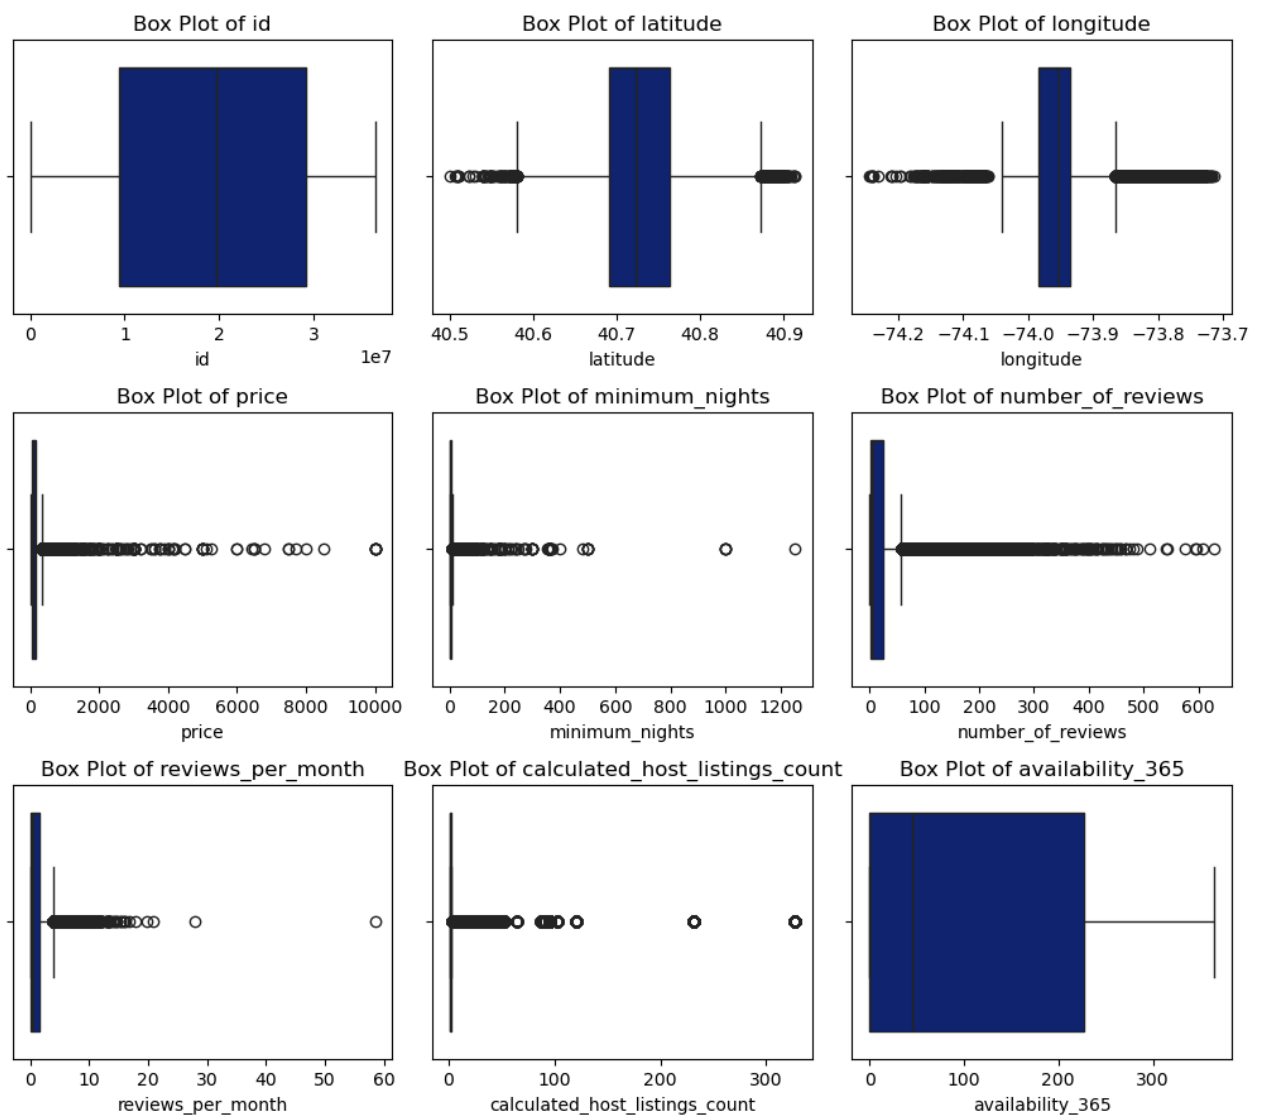 Box Plot of id
0 1 2 3
1e7
id
Box Plot of latitude
40.5 40.6 40.7 40.8 40.9
latitude
Box Plot of longitude
−74.2 −74.1 −74.0 −73.9 −73.8 −73.7
longitude
Box Plot of price
0 2000 4000 6000 8000 10000
price
Box Plot of minimum_nights
0 200 400 600 800 1000 1200
minimum_nights
Box Plot of number_of_reviews
0 100 200 300 400 500 600
number_of_reviews
Box Plot of reviews_per_month
0 10 20 30 40 50 60
reviews_per_month
Box Plot of calculated_host_listings_count
0 100 200 300
calculated_host_listings_count
Box Plot of availability_365
0 100 200 300
availability_365